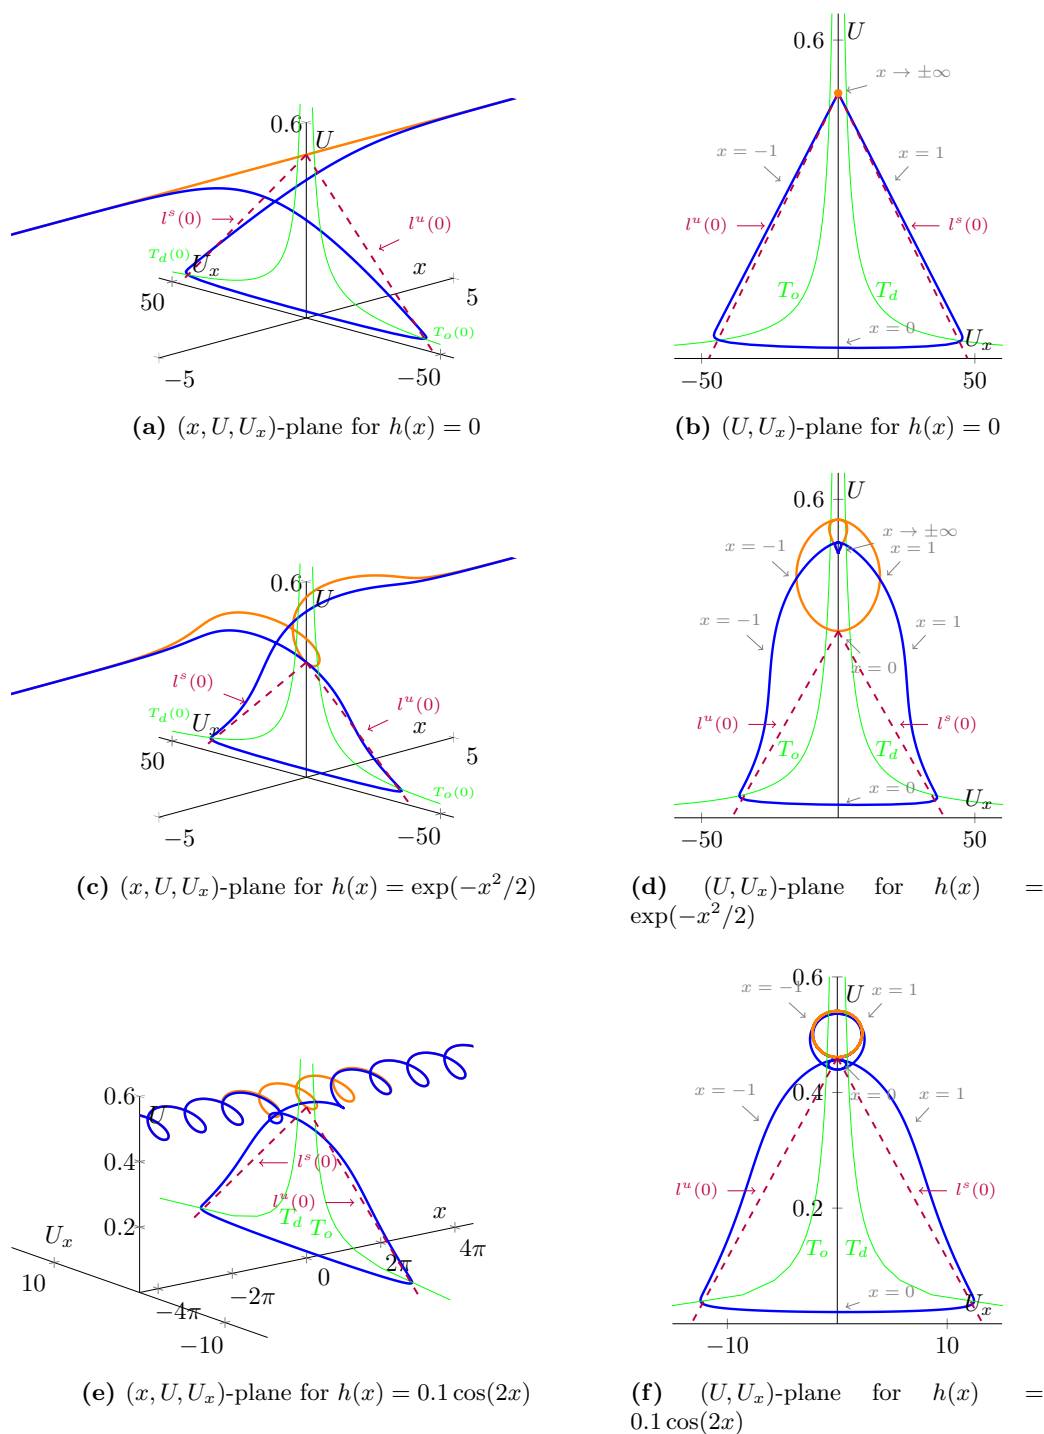 0.6
U
l^s(0)
l^u(0)
T_d(0)
U_x
x
50
5
T_o(0)
−5
−50
(a) (x, U, U_x)-plane for h(x) = 0
U
0.6
x → ±∞
x = −1
x = 1
l^u(0)
l^s(0)
T_o
T_d
x = 0
U_x
−50
50
(b) (U, U_x)-plane for h(x) = 0
0.6
U
l^s(0)
l^u(0)
T_d(0)
U_x
x
50
5
T_o(0)
−5
−50
(c) (x, U, U_x)-plane for h(x) = exp(−x²/2)
U
0.6
x → ±∞
x = −1
x = 1
x = −1
x = 1
x = 0
l^u(0)
l^s(0)
T_o
T_d
x = 0
U_x
−50
50
(d) (U, U_x)-plane for h(x) =
exp(−x²/2)
0.6
U
0.4
l^s(0)
l^u(0)
0.2
T_d
T_o
x
U_x
4π
2π
10
0
−2π
−4π
−10
(e) (x, U, U_x)-plane for h(x) = 0.1 cos(2x)
0.6
x = −1
U
x = 1
x = −1
0.4
x = 0
x = 1
l^u(0)
l^s(0)
0.2
T_o
T_d
x = 0
U_x
−10
10
(f) (U, U_x)-plane for h(x) =
0.1 cos(2x)